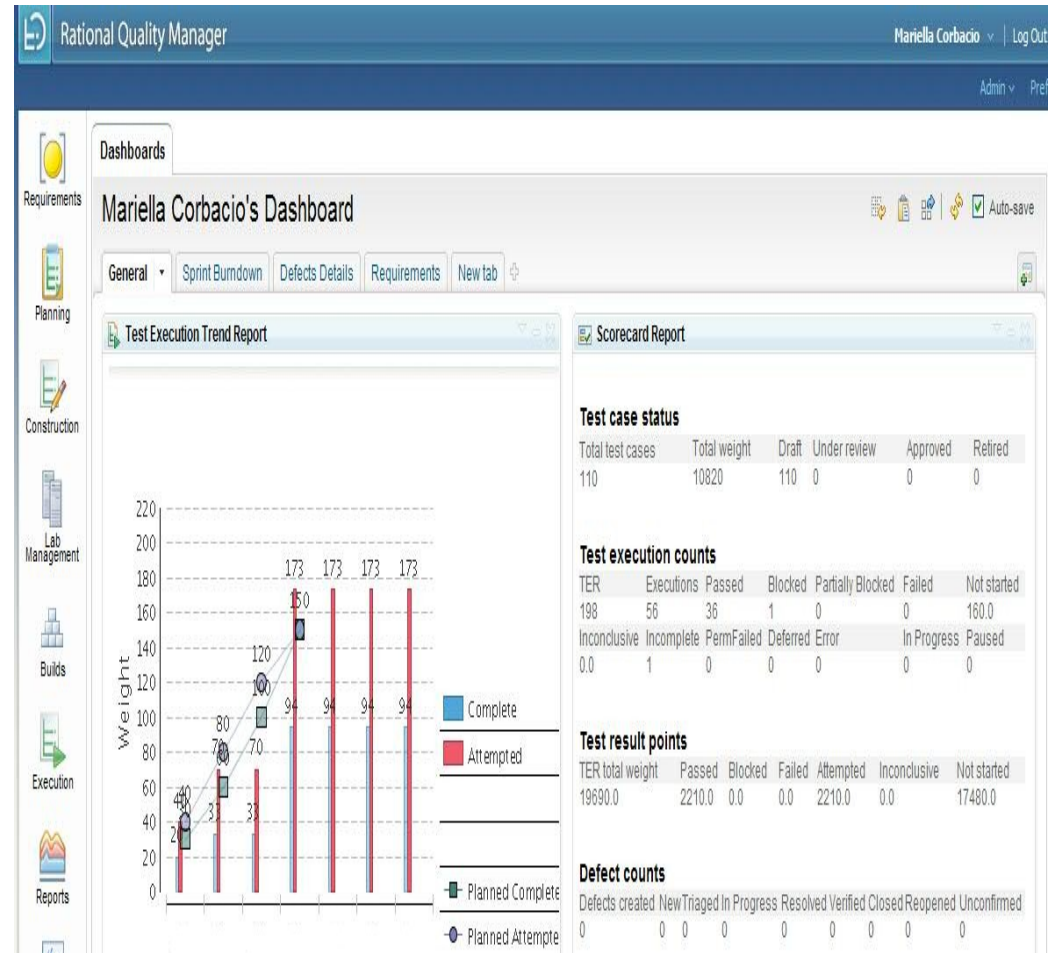 Rational Quality Manager
Mariella Corbacio | Log Out
Admin Pref
Dashboards
Mariella Corbacio's Dashboard
Auto-save
General Sprint Burndown Defects Details Requirements New tab
Requirements
Planning
Construction
Lab Management
Builds
Execution
Reports
Test Execution Trend Report
Weight
220
200
180
160
140
120
100
80
60
40
20
0
173 173 173 173
150
120
100
94 94 94 94
80
70 70
60
40
33 33
20
Complete
Attempted
Planned Complete
Planned Attempte
Scorecard Report
Test case status
Total test cases Total weight Draft Under review Approved Retired
110 10820 110 0 0 0
Test execution counts
TER Executions Passed Blocked Partially Blocked Failed Not started
198 56 36 1 0 0 160.0
Inconclusive Incomplete PermFailed Deferred Error In Progress Paused
0.0 1 0 0 0 0 0
Test result points
TER total weight Passed Blocked Failed Attempted Inconclusive Not started
19690.0 2210.0 0.0 0.0 2210.0 0.0 17480.0
Defect counts
Defects created New Triaged In Progress Resolved Verified Closed Reopened Unconfirmed
0 0 0 0 0 0 0 0 0